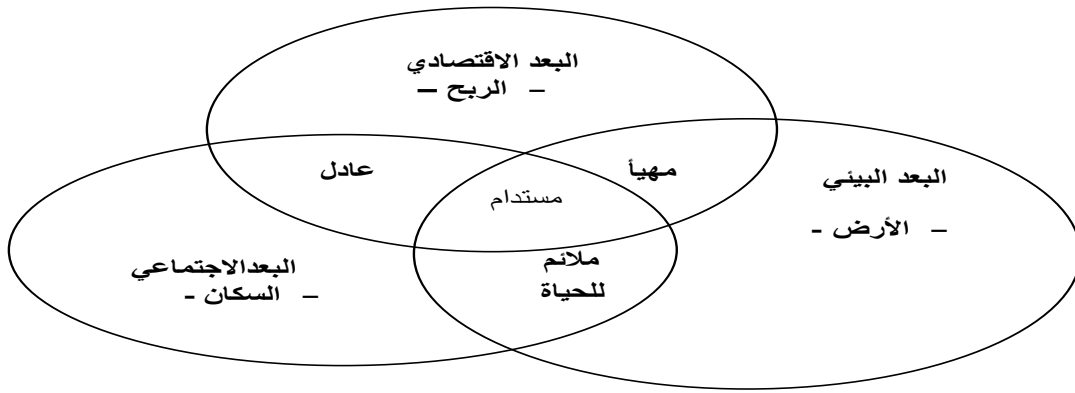 البعد الاقتصادي
– الربح –
عادل
مهيأ
مستدام
البعد البيئي
– الأرض -
ملائم
للحياة
البعدالاجتماعي
– السكان -